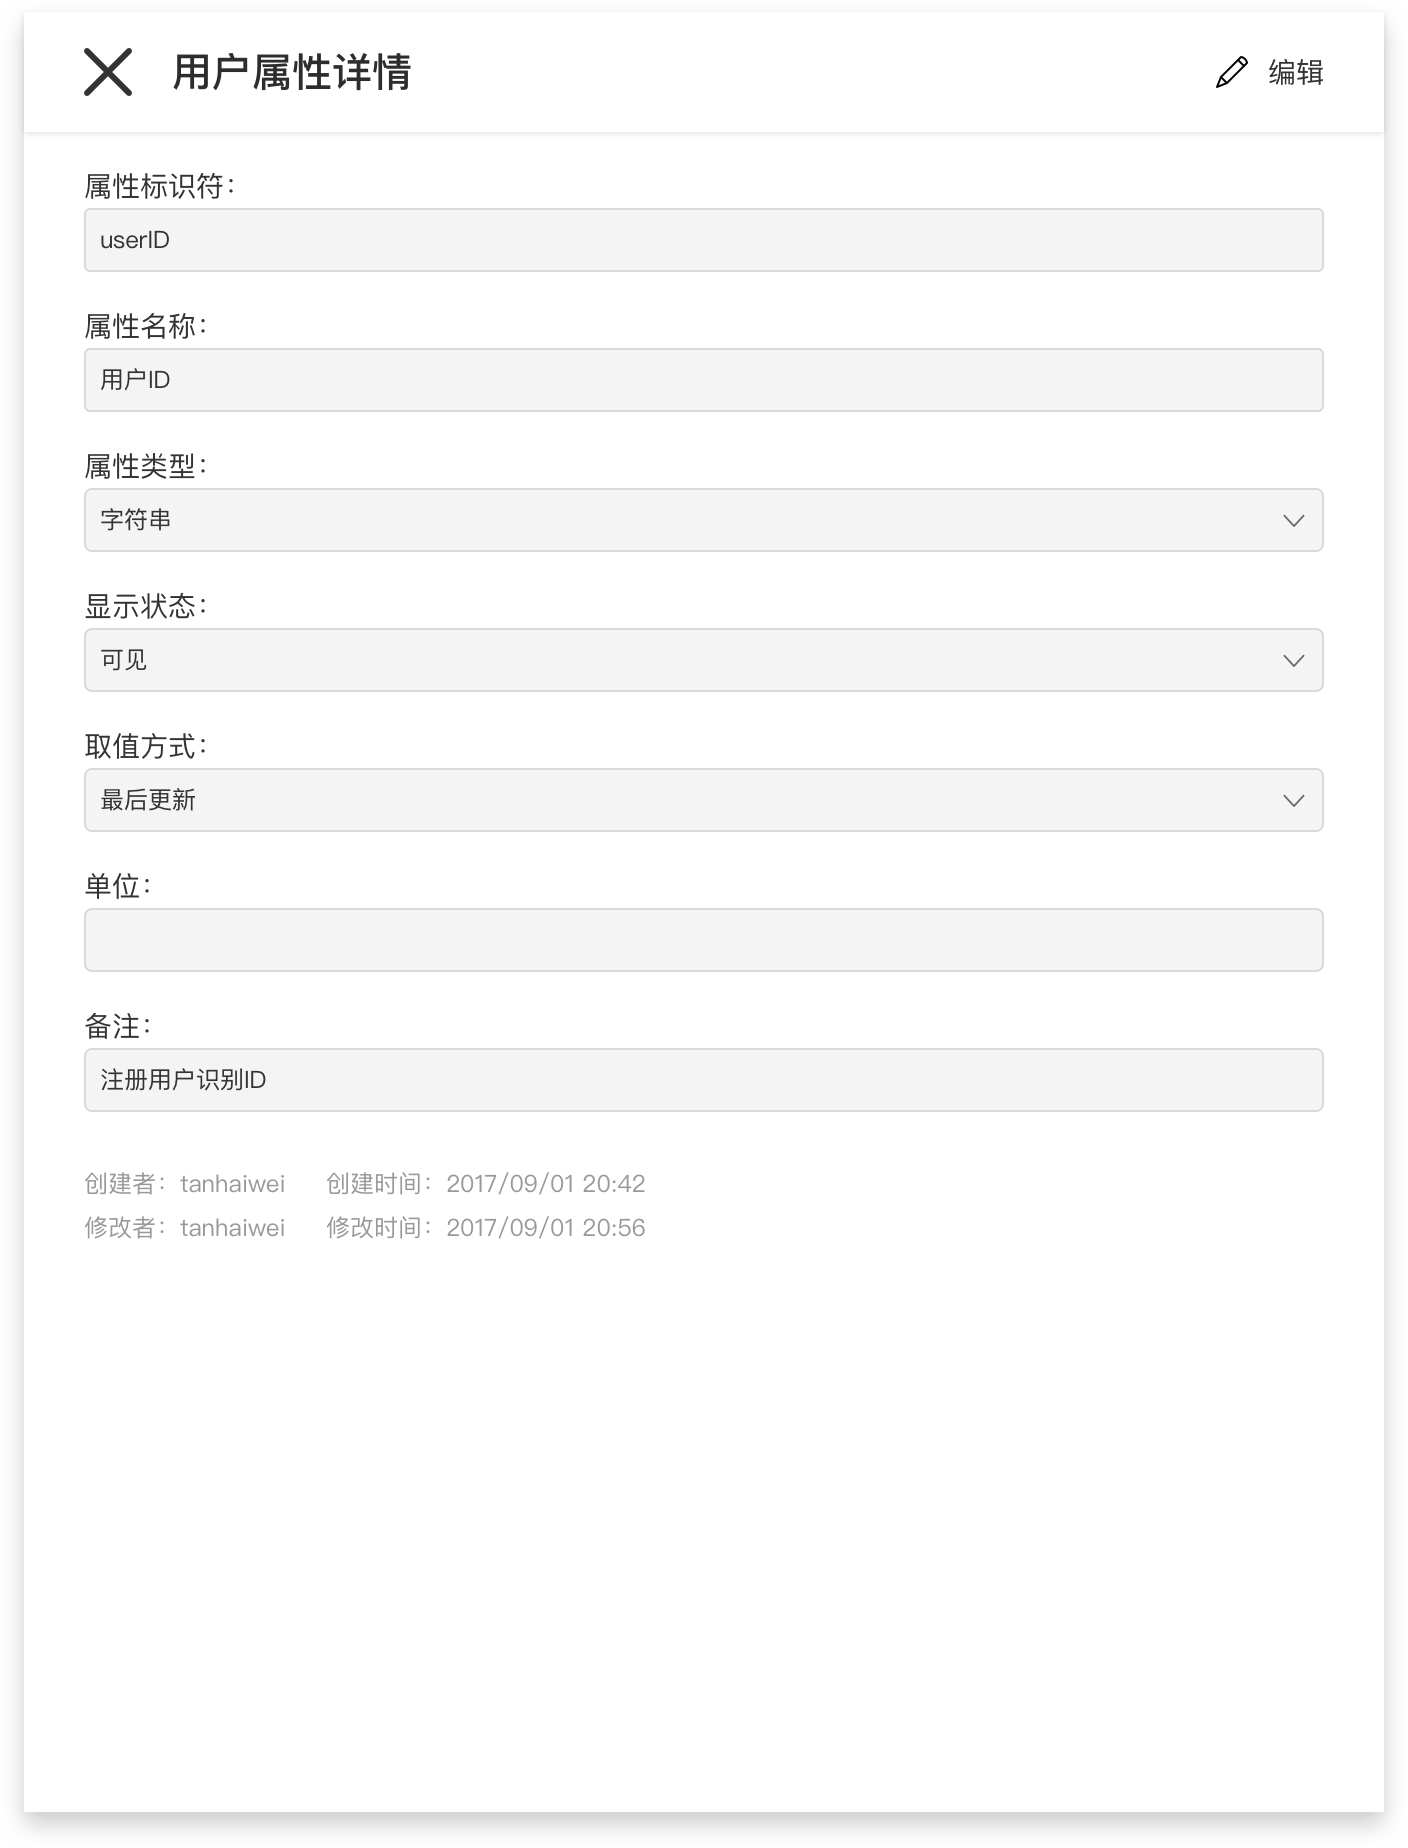 用户属性详情
编辑
属性标识符：
userID
属性名称：
用户ID
属性类型：
字符串
显示状态：
可见
取值方式：
最后更新
单位：
备注：
注册用户识别ID
创建者：tanhaiwei 创建时间：2017/09/01 20:42
修改者：tanhaiwei 修改时间：2017/09/01 20:56